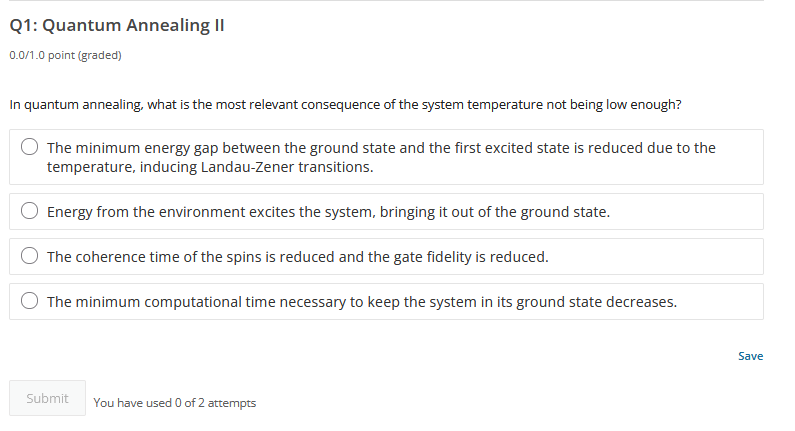 Q1: Quantum Annealing II
0.0/1.0 point (graded)
In quantum annealing, what is the most relevant consequence of the system temperature not being low enough?
The minimum energy gap between the ground state and the first excited state is reduced due to the
temperature, inducing Landau-Zener transitions.
Energy from the environment excites the system, bringing it out of the ground state.
The coherence time of the spins is reduced and the gate fidelity is reduced.
The minimum computational time necessary to keep the system in its ground state decreases.
Save
Submit You have used 0 of 2 attempts